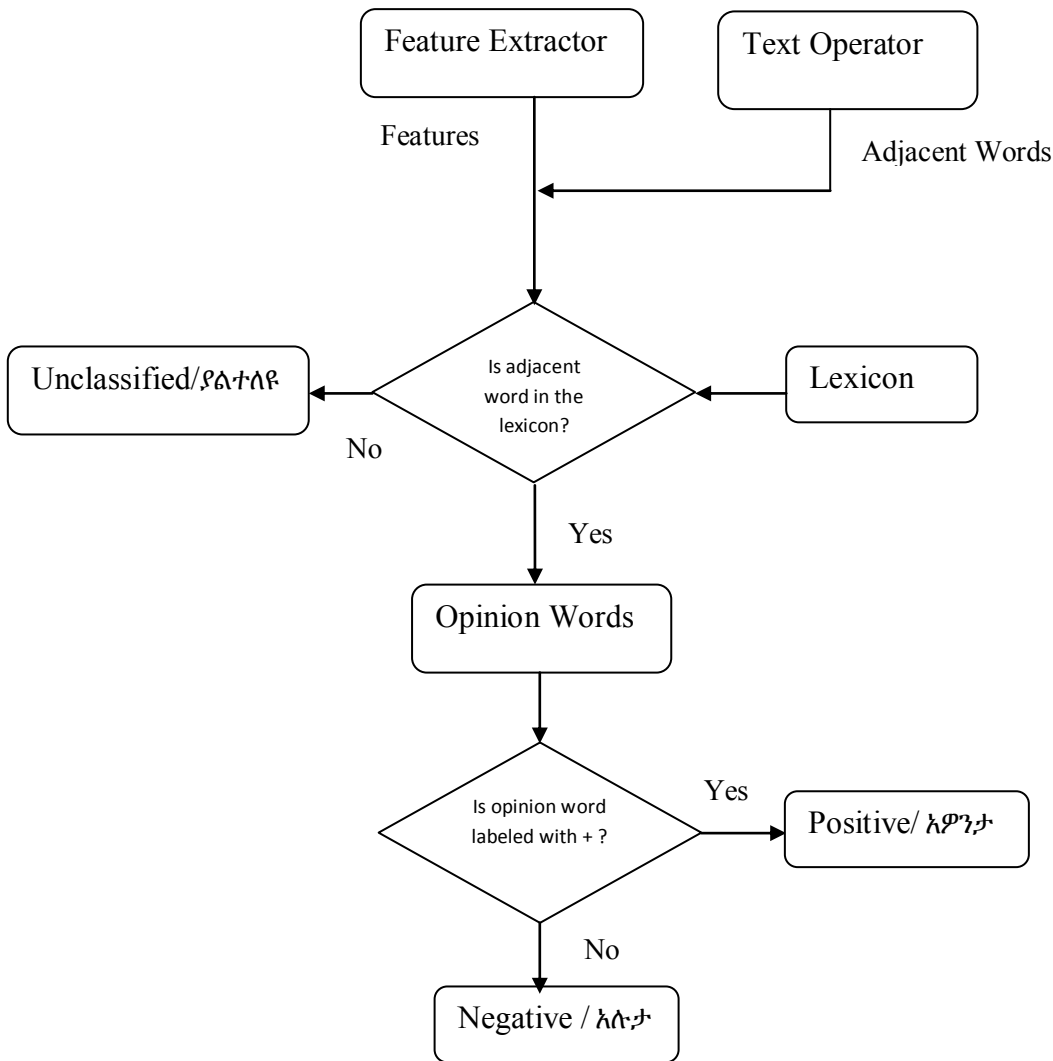 Feature Extractor
Text Operator
Features
Adjacent Words
Is adjacent
word in the
lexicon?
Unclassified/ያልተለዩ
Lexicon
No
Yes
Opinion Words
Is opinion word
labeled with + ?
Yes
Positive/ አዎንታ
No
Negative / አሉታ